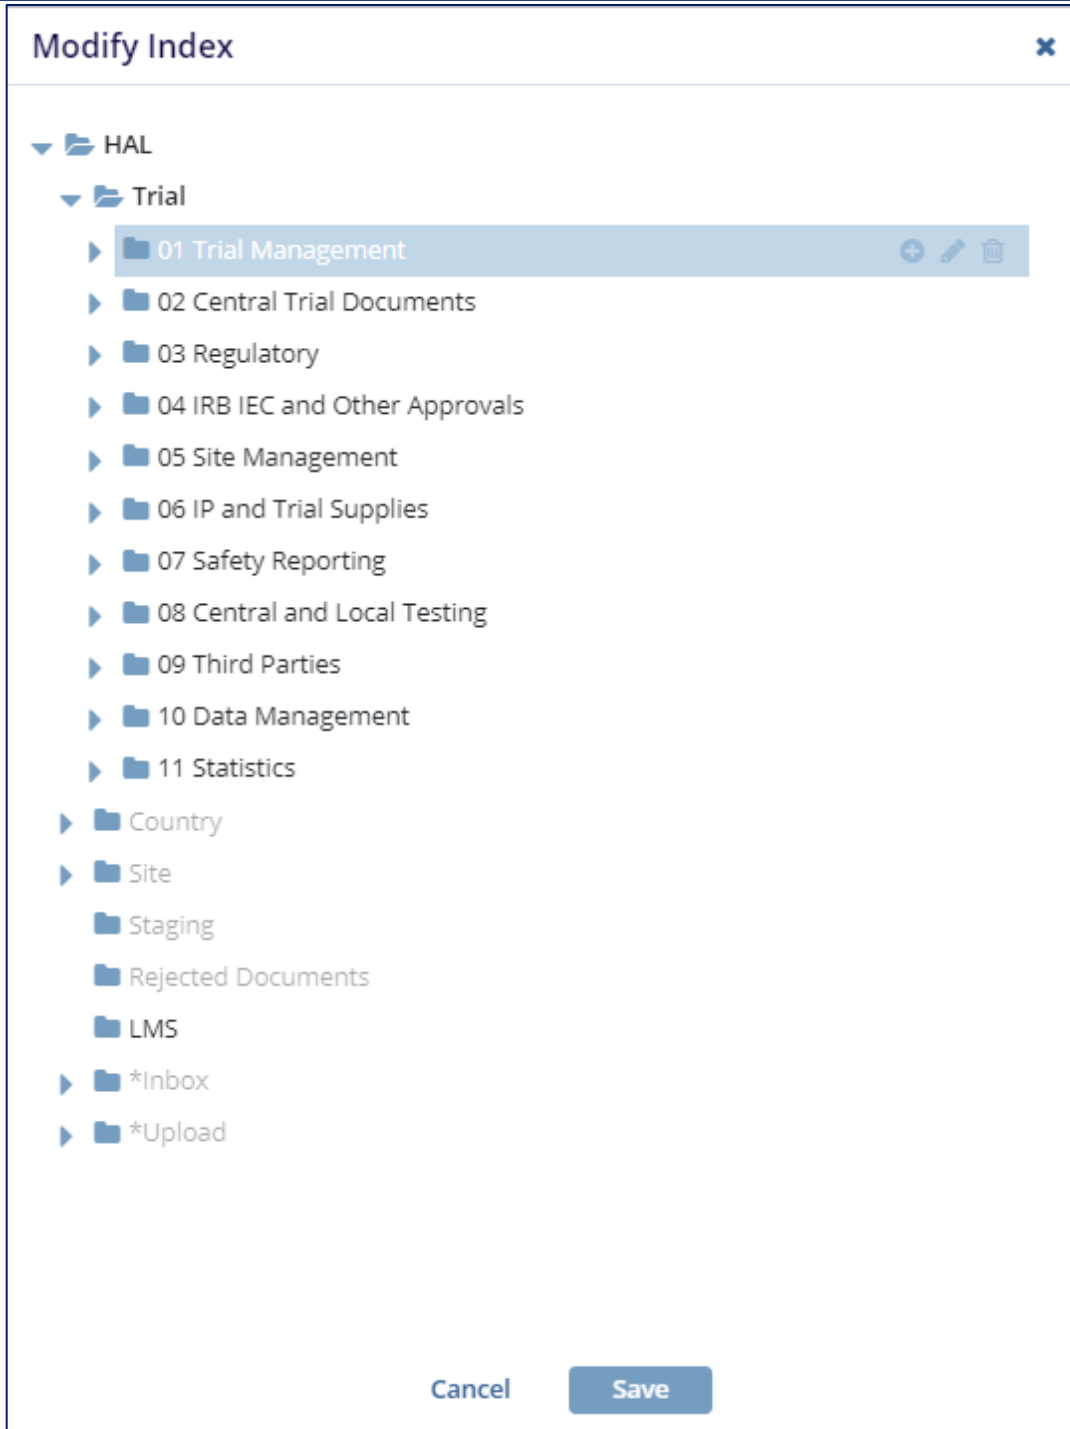 Modify Index
HAL
Trial
01 Trial Management
02 Central Trial Documents
03 Regulatory
04 IRB IEC and Other Approvals
05 Site Management
06 IP and Trial Supplies
07 Safety Reporting
08 Central and Local Testing
09 Third Parties
10 Data Management
11 Statistics
Country
Site
Staging
Rejected Documents
LMS
*Inbox
*Upload
Cancel Save